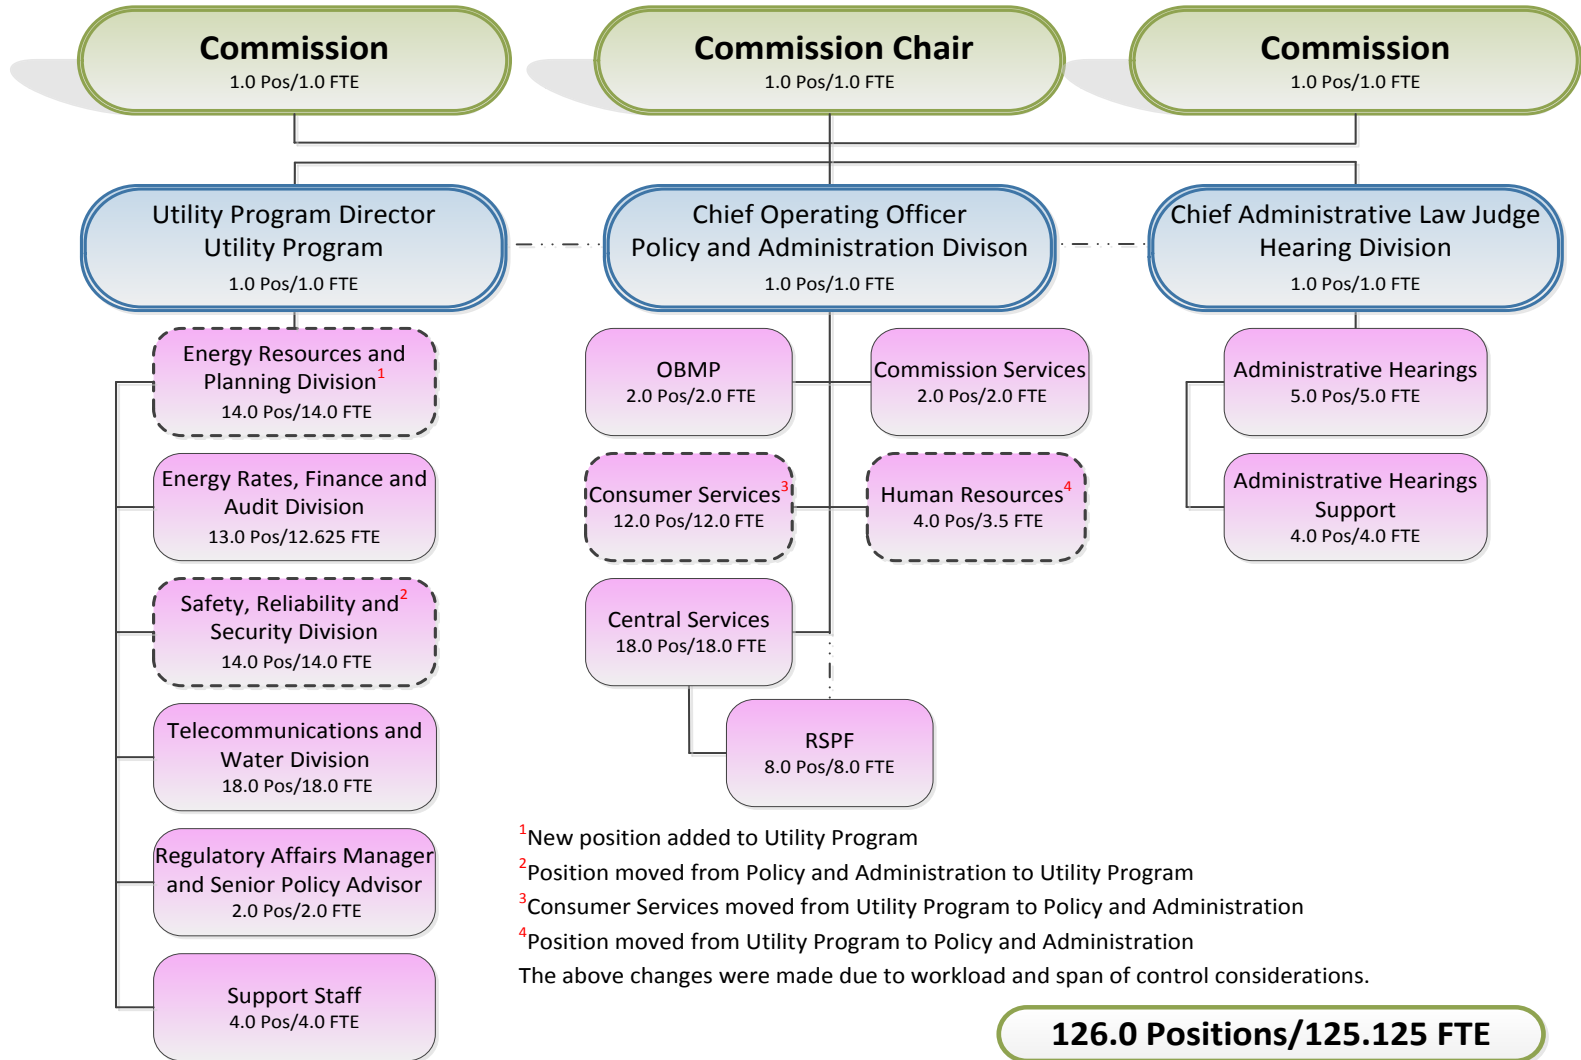 Commission
1.0 Pos/1.0 FTE
Commission Chair
1.0 Pos/1.0 FTE
Commission
1.0 Pos/1.0 FTE
Utility Program Director
Utility Program
1.0 Pos/1.0 FTE
Chief Operating Officer
Policy and Administration Divison
1.0 Pos/1.0 FTE
Chief Administrative Law Judge
Hearing Division
1.0 Pos/1.0 FTE
Energy Resources and
Planning Division1
14.0 Pos/14.0 FTE
Energy Rates, Finance and
Audit Division
13.0 Pos/12.625 FTE
Safety, Reliability and2
Security Division
14.0 Pos/14.0 FTE
Telecommunications and
Water Division
18.0 Pos/18.0 FTE
Regulatory Affairs Manager
and Senior Policy Advisor
2.0 Pos/2.0 FTE
Support Staff
4.0 Pos/4.0 FTE
OBMP
2.0 Pos/2.0 FTE
Commission Services
2.0 Pos/2.0 FTE
Consumer Services3
12.0 Pos/12.0 FTE
Human Resources4
4.0 Pos/3.5 FTE
Central Services
18.0 Pos/18.0 FTE
RSPF
8.0 Pos/8.0 FTE
Administrative Hearings
5.0 Pos/5.0 FTE
Administrative Hearings
Support
4.0 Pos/4.0 FTE
1New position added to Utility Program
2Position moved from Policy and Administration to Utility Program
3Consumer Services moved from Utility Program to Policy and Administration
4Position moved from Utility Program to Policy and Administration
The above changes were made due to workload and span of control considerations.
126.0 Positions/125.125 FTE